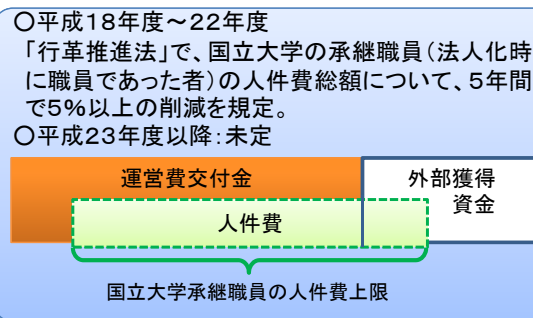 ○平成18年度～22年度
「行革推進法」で、国立大学の承継職員（法人化時
に職員であった者）の人件費総額について、5年間
で5％以上の削減を規定。
○平成23年度以降：未定
運営費交付金
外部獲得
資金
人件費
国立大学承継職員の人件費上限